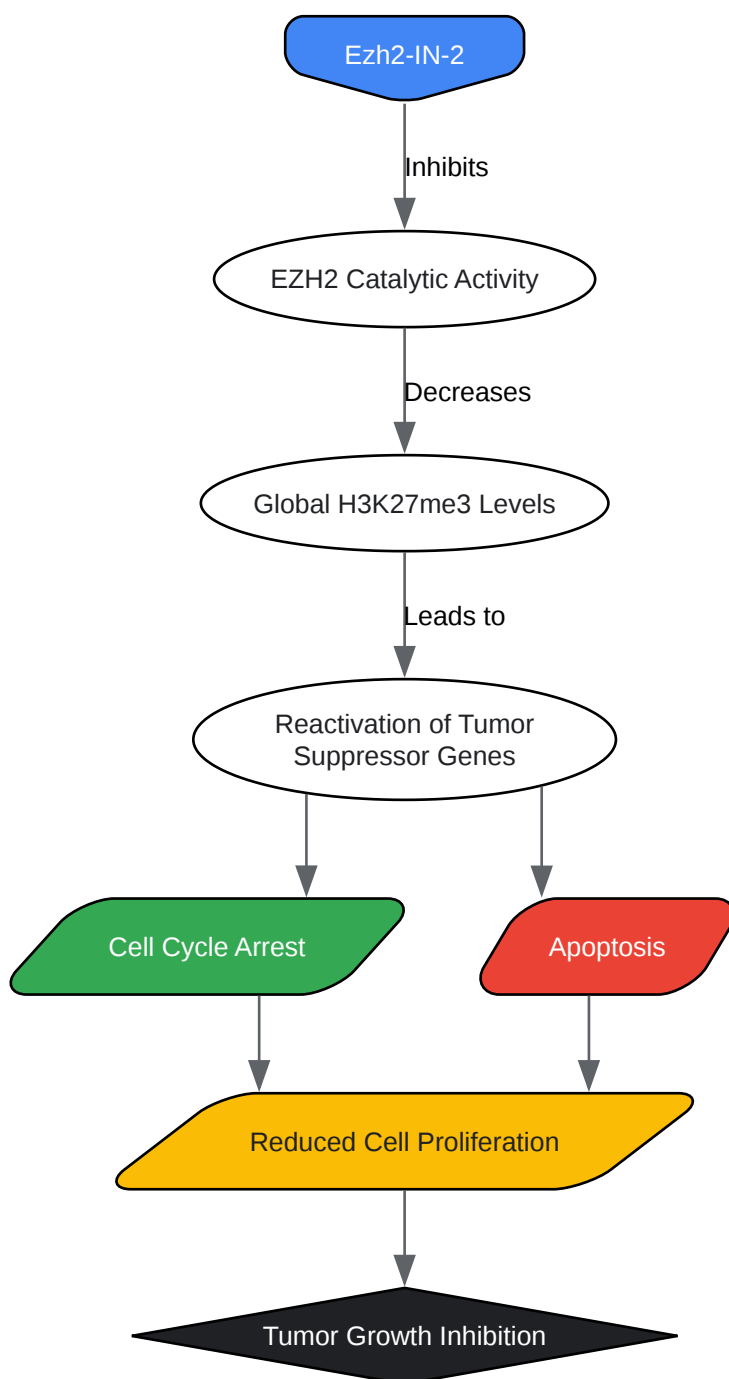 Ezh2-IN-2
Inhibits
EZH2 Catalytic Activity
Decreases
Global H3K27me3 Levels
Leads to
Reactivation of Tumor
Suppressor Genes
Cell Cycle Arrest
Apoptosis
Reduced Cell Proliferation
Tumor Growth Inhibition